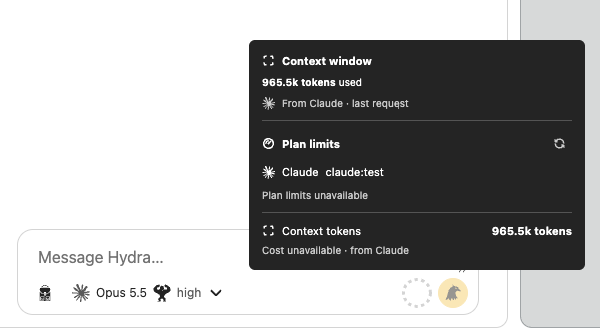 Context window
965.5k tokens used
From Claude · last request
Plan limits
Claude claude:test
Plan limits unavailable
Context tokens 965.5k tokens
Cost unavailable · from Claude
Message Hydra...
Opus 5.5 high